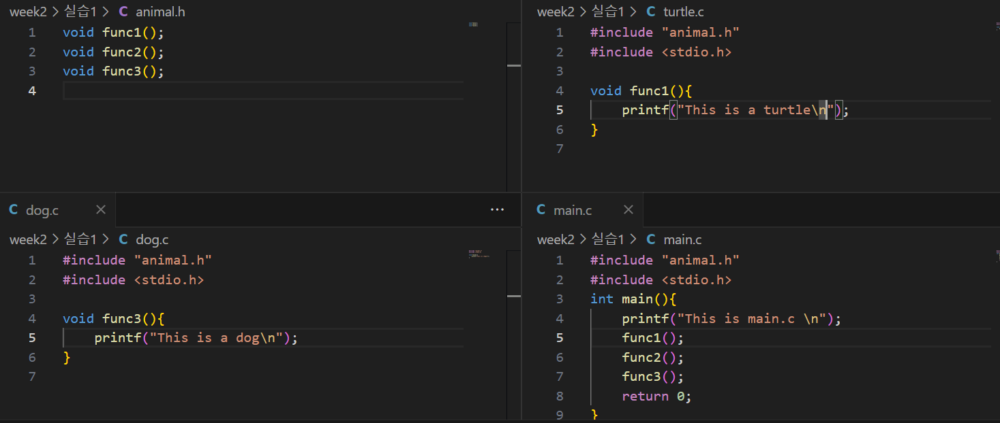 week2 > 실습1 > C animal.h
1 void func1();
2 void func2();
3 void func3();
4
week2 > 실습1 > C turtle.c
1 #include "animal.h"
2 #include <stdio.h>
3
4 void func1(){
5     printf("This is a turtle\n");
6 }
7
C dog.c
week2 > 실습1 > C dog.c
1 #include "animal.h"
2 #include <stdio.h>
3
4 void func3(){
5     printf("This is a dog\n");
6 }
7
C main.c
week2 > 실습1 > C main.c
1 #include "animal.h"
2 #include <stdio.h>
3 int main(){
4     printf("This is main.c \n");
5     func1();
6     func2();
7     func3();
8     return 0;
9 }